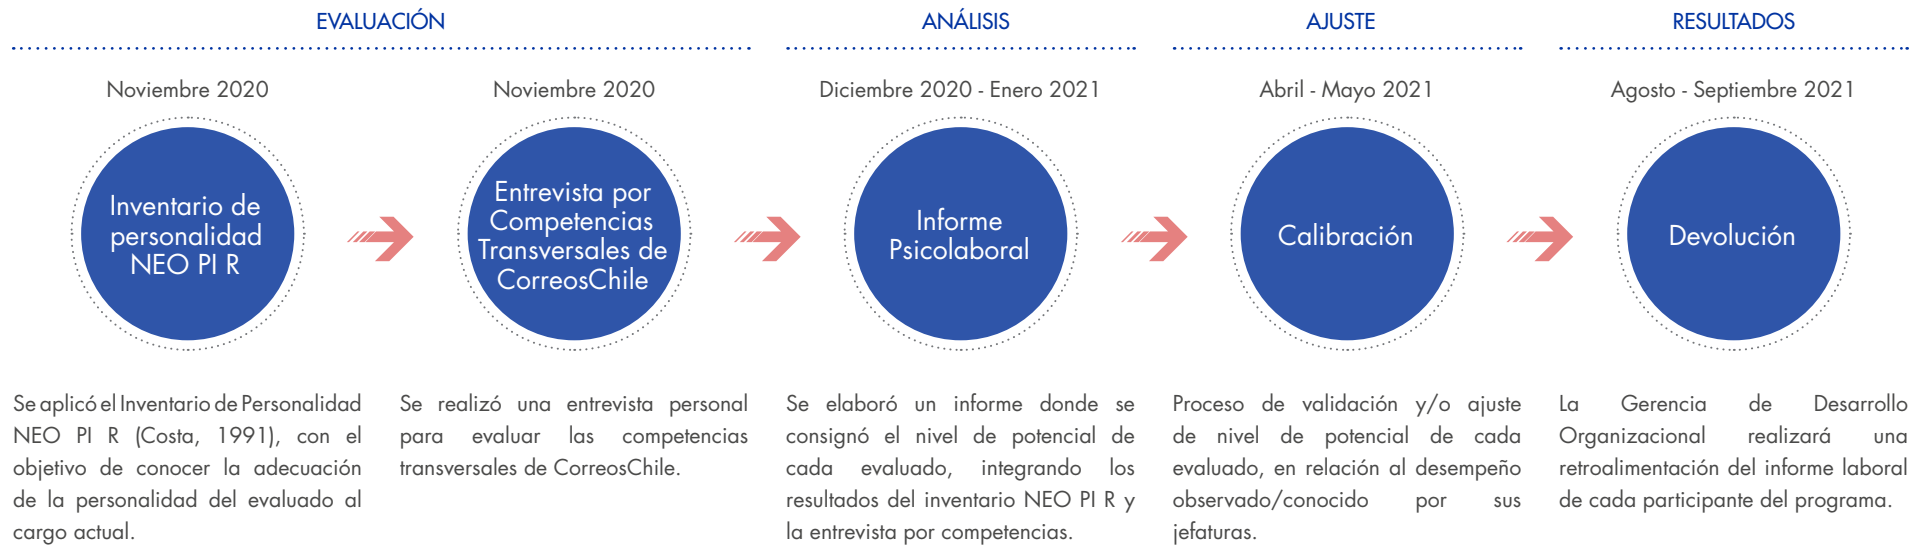 EVALUACIÓN
ANÁLISIS
AJUSTE
RESULTADOS
Noviembre 2020
Noviembre 2020
Diciembre 2020 - Enero 2021
Abril - Mayo 2021
Agosto - Septiembre 2021
Inventario de
personalidad
NEO PI R
Entrevista por
Competencias
Transversales de
CorreosChile
Informe
Psicolaboral
Calibración
Devolución
Se aplicó el Inventario de Personalidad
NEO PI R (Costa, 1991), con el
objetivo de conocer la adecuación
de la personalidad del evaluado al
cargo actual.
Se realizó una entrevista personal
para evaluar las competencias
transversales de CorreosChile.
Se elaboró un informe donde se
consignó el nivel de potencial de
cada evaluado, integrando los
resultados del inventario NEO PI R y
la entrevista por competencias.
Proceso de validación y/o ajuste
de nivel de potencial de cada
evaluado, en relación al desempeño
observado/conocido por sus
jefaturas.
La Gerencia de Desarrollo
Organizacional realizará una
retroalimentación del informe laboral
de cada participante del programa.